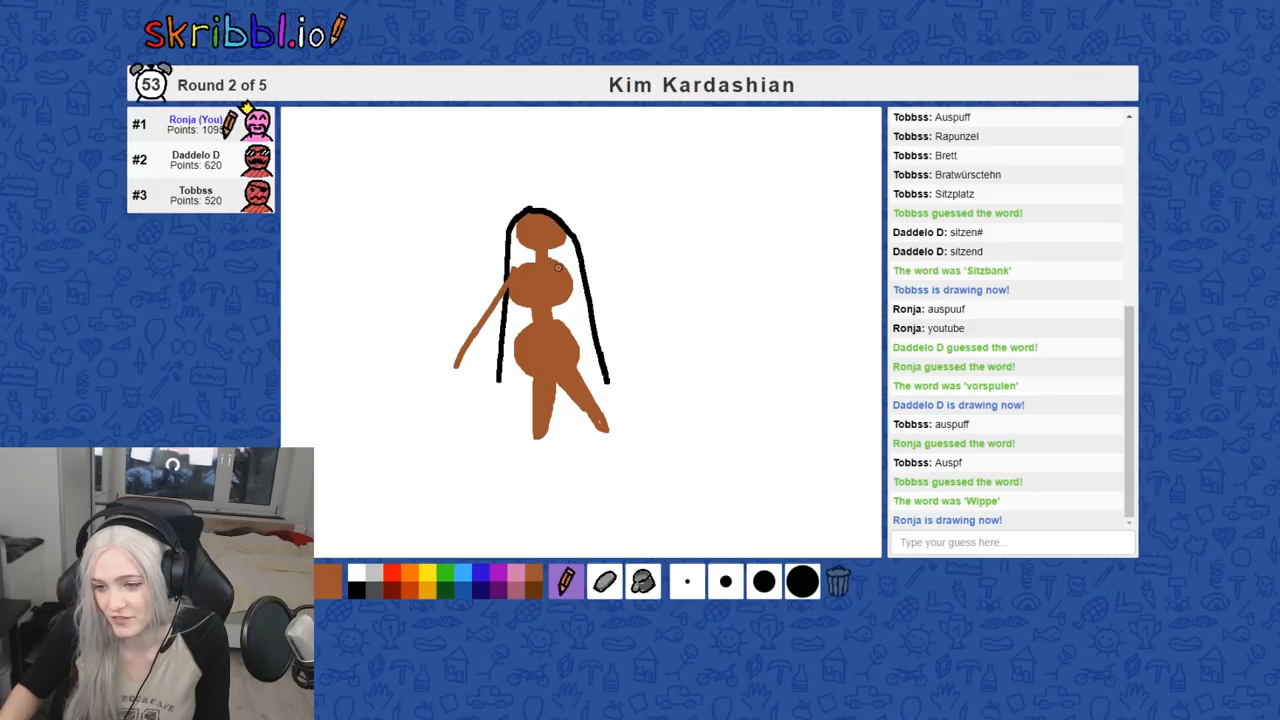 skribbl.io
53
Round 2 of 5
Kim Kardashian
#1
Ronja (You)
Points: 1095
#2
Daddelo D
Points: 620
#3
Tobbss
Points: 520
Tobbss: Auspuff
Tobbss: Rapunzel
Tobbss: Brett
Tobbss: Bratwürsctehn
Tobbss: Sitzplatz
Tobbss guessed the word!
Daddelo D: sitzen#
Daddelo D: sitzend
The word was 'Sitzbank'
Tobbss is drawing now!
Ronja: auspuuf
Ronja: youtube
Daddelo D guessed the word!
Ronja guessed the word!
The word was 'vorspulen'
Daddelo D is drawing now!
Tobbss: auspuff
Ronja guessed the word!
Tobbss: Auspf
Tobbss guessed the word!
The word was 'Wippe'
Ronja is drawing now!
Type your guess here...